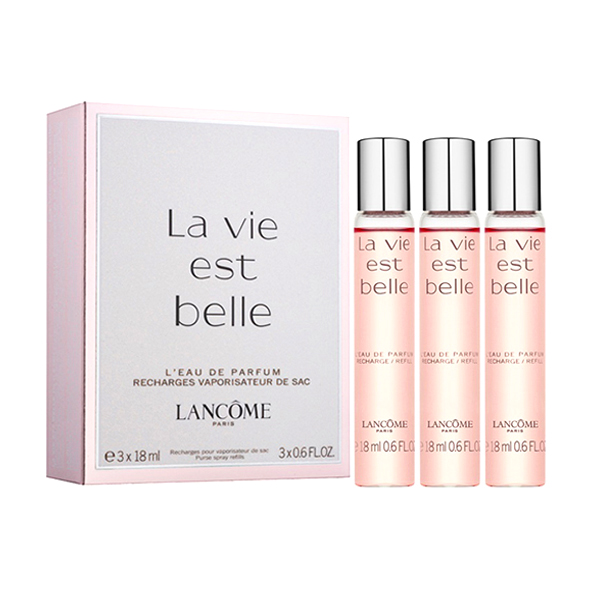 La vie
est
belle
L'EAU DE PARFUM
RECHARGES VAPORISATEUR DE SAC
LANCÔME
PARIS
℮3 x 18 ml
Recharges pour vaporisateur de sac
Purse spray refills
3 x 0.6 FL.OZ.
La vie
est
belle
L'EAU DE PARFUM
RECHARGE / REFILL
LANCÔME
PARIS
℮18 ml 0.6 FL.OZ
La vie
est
belle
L'EAU DE PARFUM
RECHARGE / REFILL
LANCÔME
PARIS
℮18 ml 0.6 FL.OZ
La vie
est
belle
L'EAU DE PARFUM
RECHARGE / REFILL
LANCÔME
PARIS
℮18 ml 0.6 FL.OZ